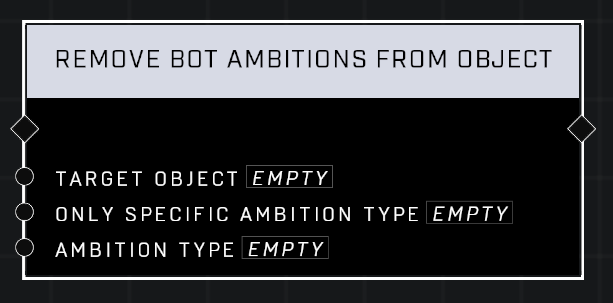 REMOVE BOT AMBITIONS FROM OBJECT
TARGET OBJECT EMPTY
ONLY SPECIFIC AMBITION TYPE EMPTY
AMBITION TYPE EMPTY